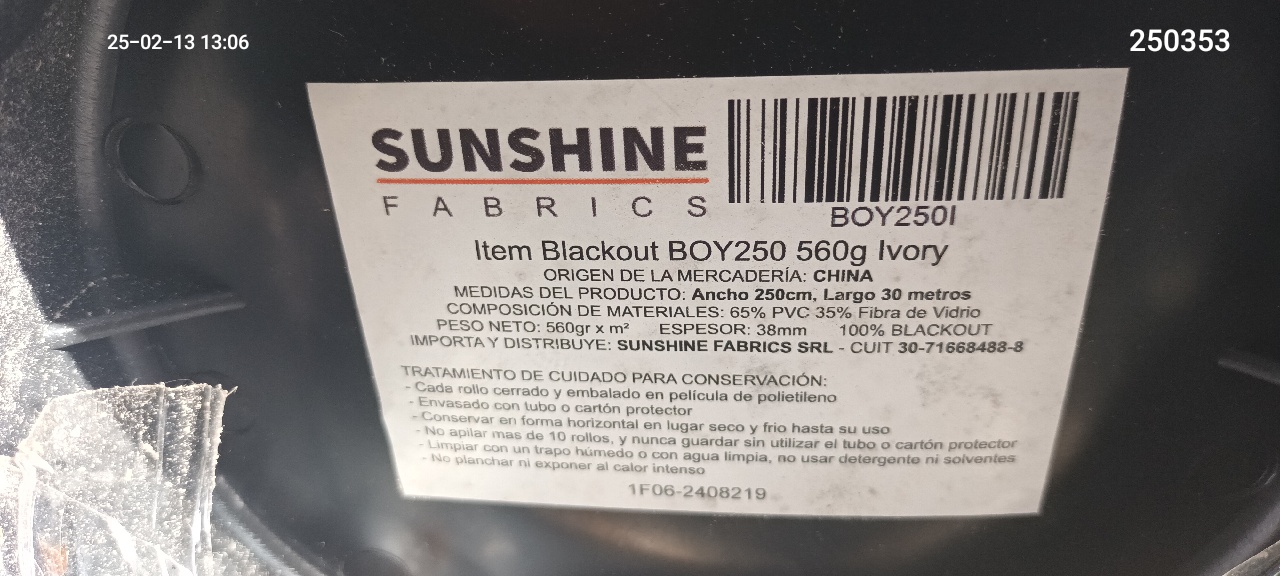 25-02-13 13:06
250353
SUNSHINE
FABRICS
BOY250I
Item Blackout BOY250 560g Ivory
ORIGEN DE LA MERCADERÍA: CHINA
MEDIDAS DEL PRODUCTO: Ancho 250cm, Largo 30 metros
COMPOSICIÓN DE MATERIALES: 65% PVC 35% Fibra de Vidrio
PESO NETO: 560gr x m² ESPESOR: 38mm 100% BLACKOUT
IMPORTA Y DISTRIBUYE: SUNSHINE FABRICS SRL - CUIT 30-71668488-8
TRATAMIENTO DE CUIDADO PARA CONSERVACIÓN:
- Cada rollo cerrado y embalado en película de polietileno
- Envasado con tubo o cartón protector
- Conservar en forma horizontal en lugar seco y frio hasta su uso
- No apilar mas de 10 rollos, y nunca guardar sin utilizar el tubo o cartón protector
- Limpiar con un trapo húmedo o con agua limpia, no usar detergente ni solventes
- No planchar ni exponer al calor intenso
1F06-2408219